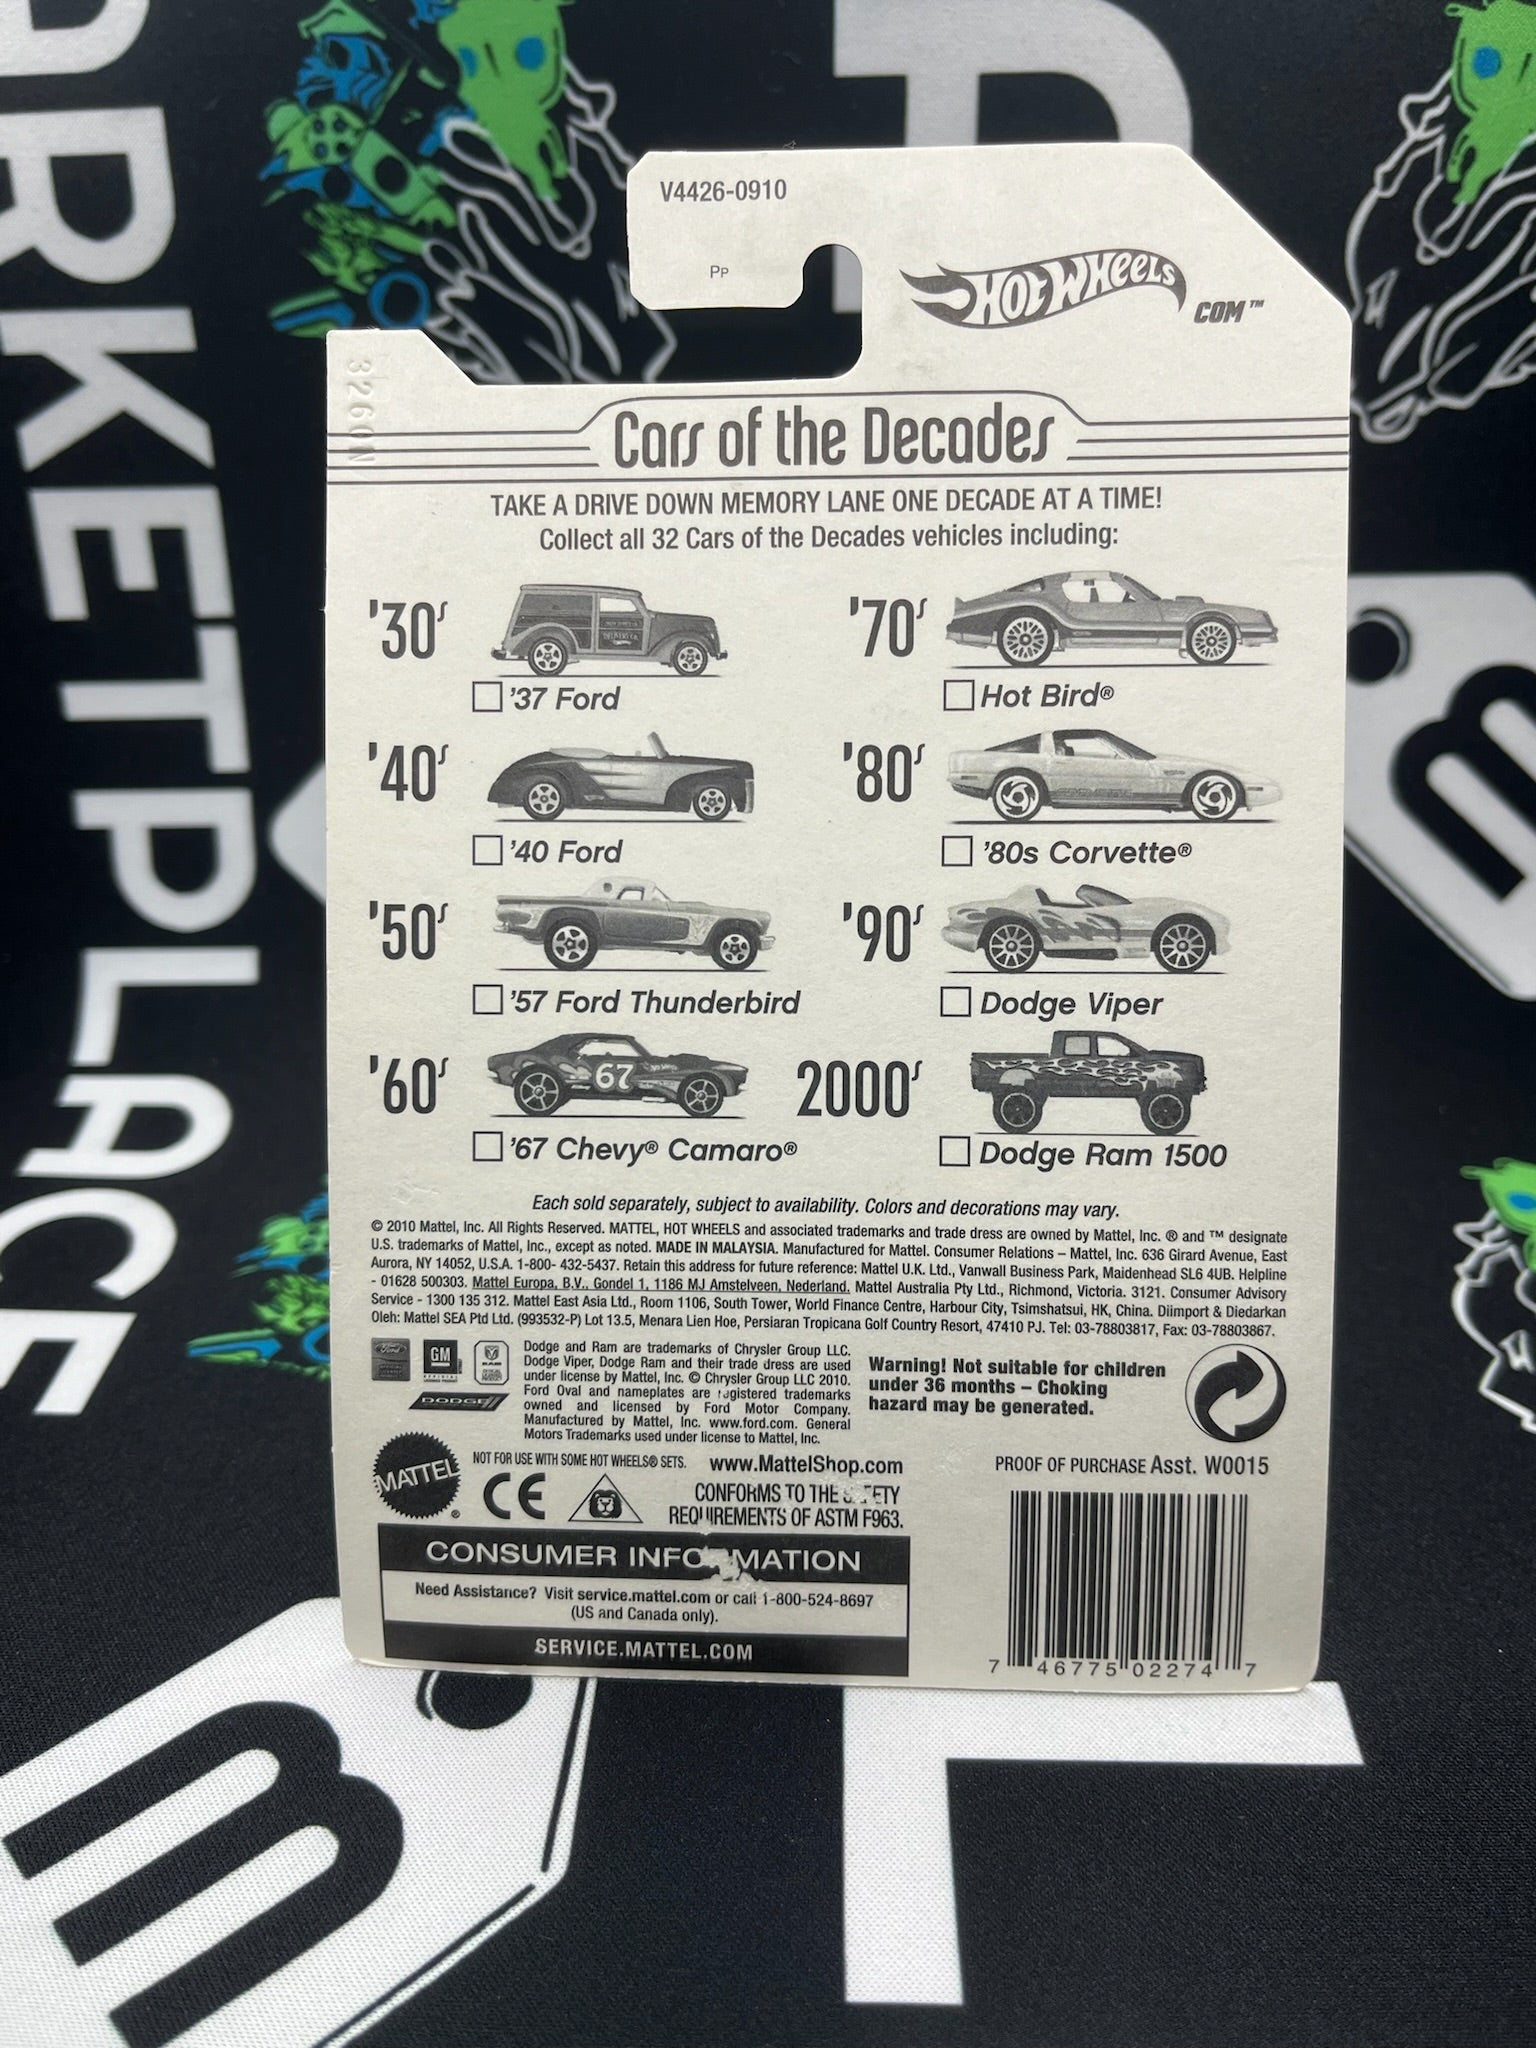 ARKETPLACE
V4426-0910
PP
HOT WHEELS
COM™
3260N
Cars of the Decades
TAKE A DRIVE DOWN MEMORY LANE ONE DECADE AT A TIME!
Collect all 32 Cars of the Decades vehicles including:
'30s
'37 Ford
'70s
Hot Bird®
'40s
'40 Ford
'80s
'80s Corvette®
'50s
'57 Ford Thunderbird
'90s
Dodge Viper
'60s
67
'67 Chevy® Camaro®
2000s
Dodge Ram 1500
Each sold separately, subject to availability. Colors and decorations may vary.
© 2010 Mattel, Inc. All Rights Reserved. MATTEL, HOT WHEELS and associated trademarks and trade dress are owned by Mattel, Inc. ® and ™ designate
U.S. trademarks of Mattel, Inc., except as noted. MADE IN MALAYSIA. Manufactured for Mattel. Consumer Relations – Mattel, Inc. 636 Girard Avenue, East
Aurora, NY 14052, U.S.A. 1-800- 432-5437. Retain this address for future reference: Mattel U.K. Ltd., Vanwall Business Park, Maidenhead SL6 4UB. Helpline
- 01628 500303. Mattel Europa, B.V., Gondel 1, 1186 MJ Amstelveen, Nederland. Mattel Australia Pty Ltd., Richmond, Victoria. 3121. Consumer Advisory
Service - 1300 135 312. Mattel East Asia Ltd., Room 1106, South Tower, World Finance Centre, Harbour City, Tsimshatsui, HK, China. Diimport & Diedarkan
Oleh: Mattel SEA Ptd Ltd. (993532-P) Lot 13.5, Menara Lien Hoe, Persiaran Tropicana Golf Country Resort, 47410 PJ. Tel: 03-78803817, Fax: 03-78803867.
Ford
GM
RAM
DODGE
Dodge and Ram are trademarks of Chrysler Group LLC.
Dodge Viper, Dodge Ram and their trade dress are used
under license by Mattel, Inc. © Chrysler Group LLC 2010.
Ford Oval and nameplates are registered trademarks
owned and licensed by Ford Motor Company.
Manufactured by Mattel, Inc. www.ford.com. General
Motors Trademarks used under license to Mattel, Inc.
Warning! Not suitable for children
under 36 months – Choking
hazard may be generated.
MATTEL®
NOT FOR USE WITH SOME HOT WHEELS® SETS.
www.MattelShop.com
CE
CONFORMS TO THE SAFETY
REQUIREMENTS OF ASTM F963.
PROOF OF PURCHASE Asst. W0015
CONSUMER INFORMATION
Need Assistance? Visit service.mattel.com or call 1-800-524-8697
(US and Canada only).
SERVICE.MATTEL.COM
7 46775 02274 7